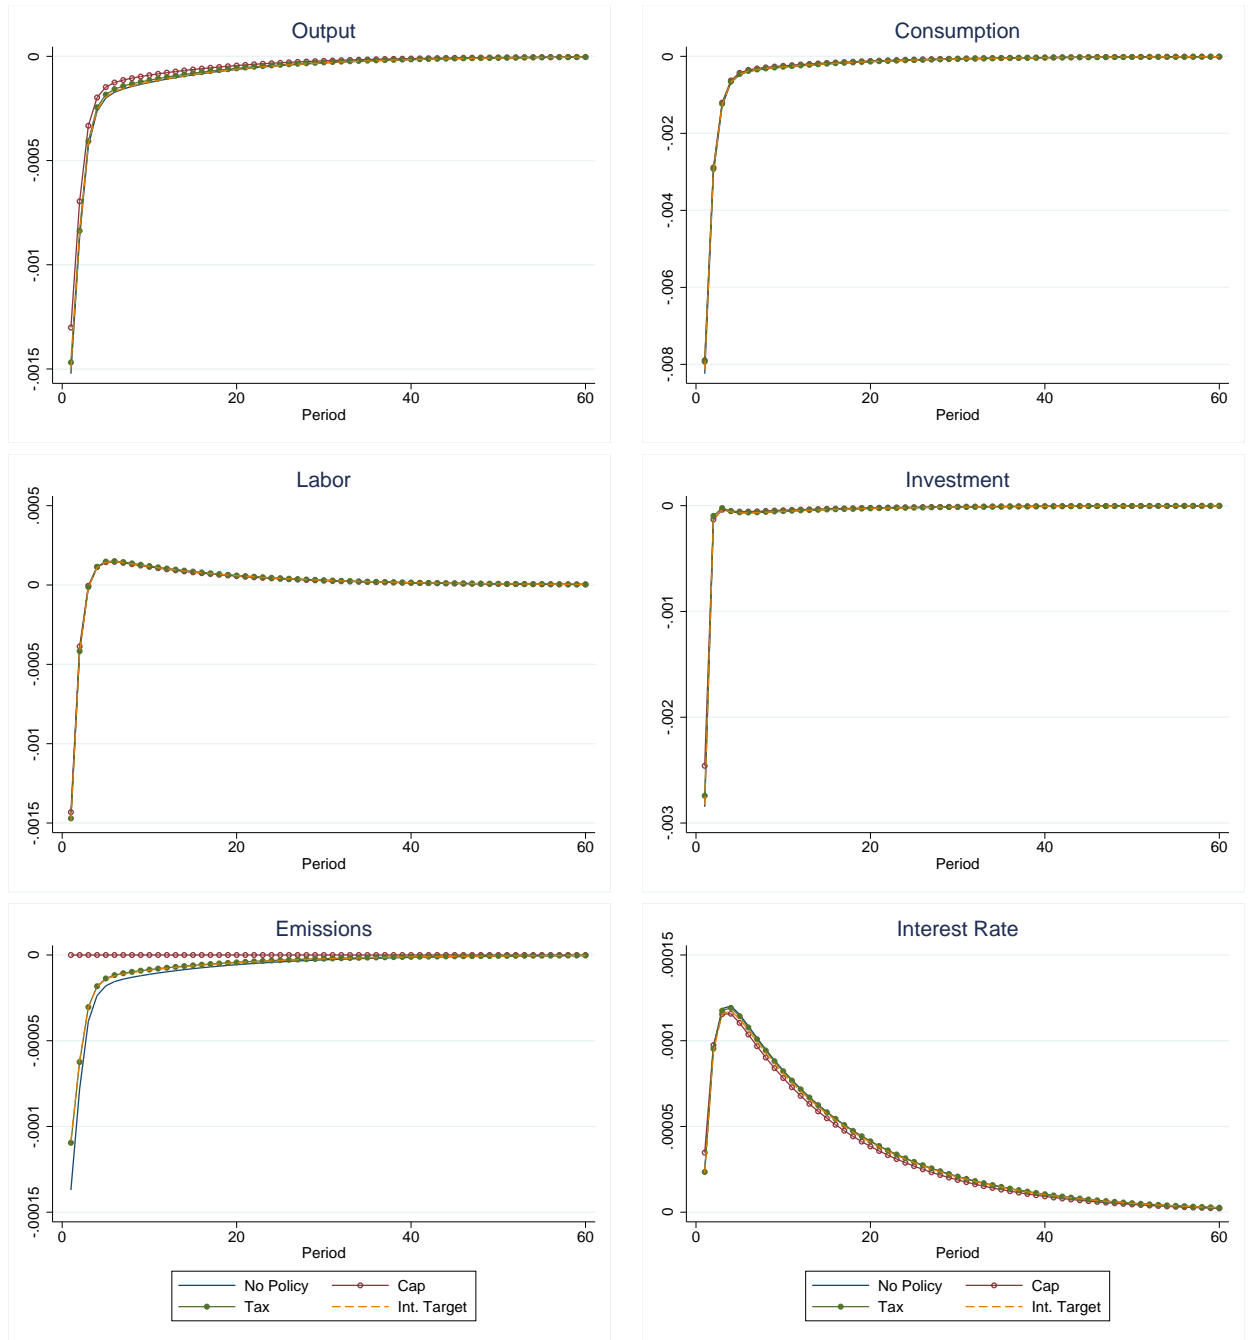 Output
0
-.0005
-.001
-.0015
0
20
40
60
Period
Consumption
0
-.002
-.004
-.006
-.008
0
20
40
60
Period
Labor
.0005
0
-.0005
-.001
-.0015
0
20
40
60
Period
Investment
0
-.001
-.002
-.003
0
20
40
60
Period
Emissions
0
-.00005
-.0001
-.00015
0
20
40
60
Period
No Policy
Cap
Tax
Int. Target
Interest Rate
.00015
.0001
.00005
0
0
20
40
60
Period
No Policy
Cap
Tax
Int. Target